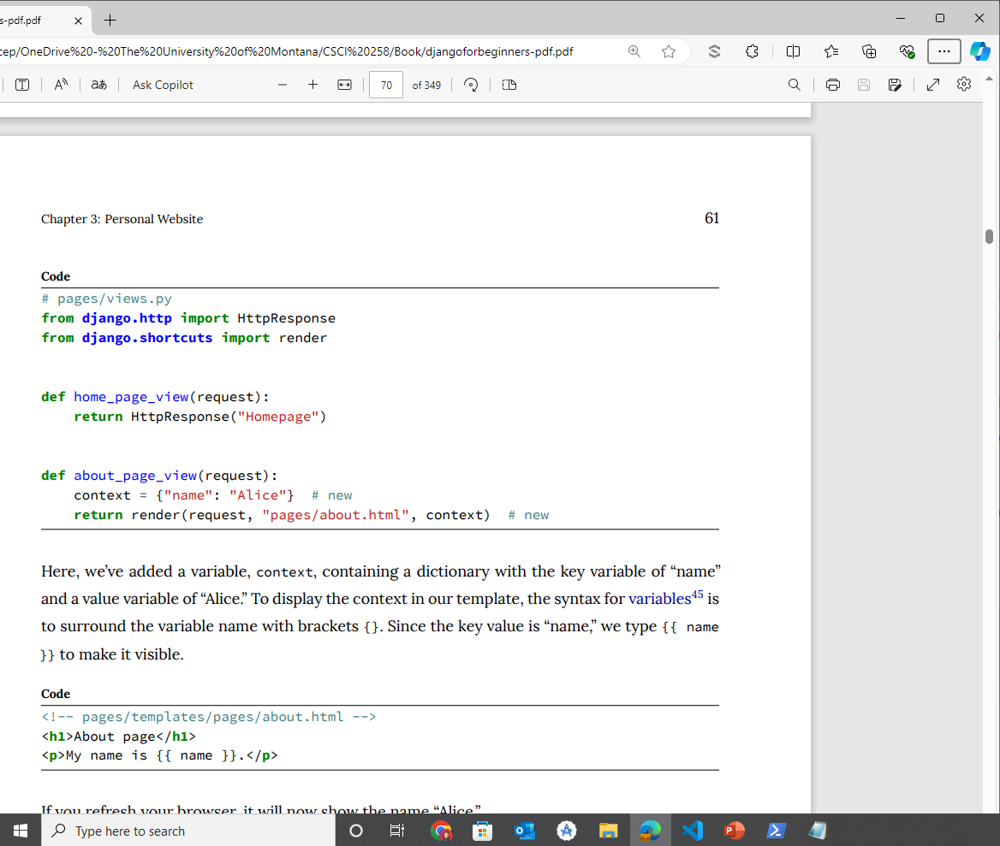 s-pdf.pdf
cep/OneDrive%20-%20The%20University%20of%20Montana/CSCI%20258/Book/djangoforbeginners-pdf.pdf
Ask Copilot
70 of 349
Chapter 3: Personal Website 61
Code
# pages/views.py
from django.http import HttpResponse
from django.shortcuts import render
def home_page_view(request):
    return HttpResponse("Homepage")
def about_page_view(request):
    context = {"name": "Alice"}  # new
    return render(request, "pages/about.html", context)  # new
Here, we’ve added a variable, context, containing a dictionary with the key variable of “name”
and a value variable of “Alice.” To display the context in our template, the syntax for variables45 is
to surround the variable name with brackets {}. Since the key value is “name,” we type {{ name
}} to make it visible.
Code
<!-- pages/templates/pages/about.html -->
<h1>About page</h1>
<p>My name is {{ name }}.</p>
If you refresh your browser, it will now show the name “Alice.”
Type here to search